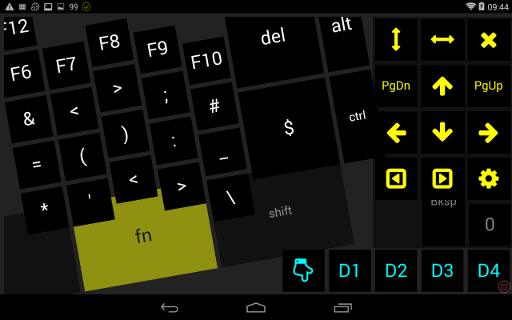 99 09:44
F12 F8 F9 F10 del alt
F6 F7
& < > ; # $ ctrl PgDn PgUp
= ( ) : _
* ' < > \ shift Bksp
fn 0
D1 D2 D3 D4